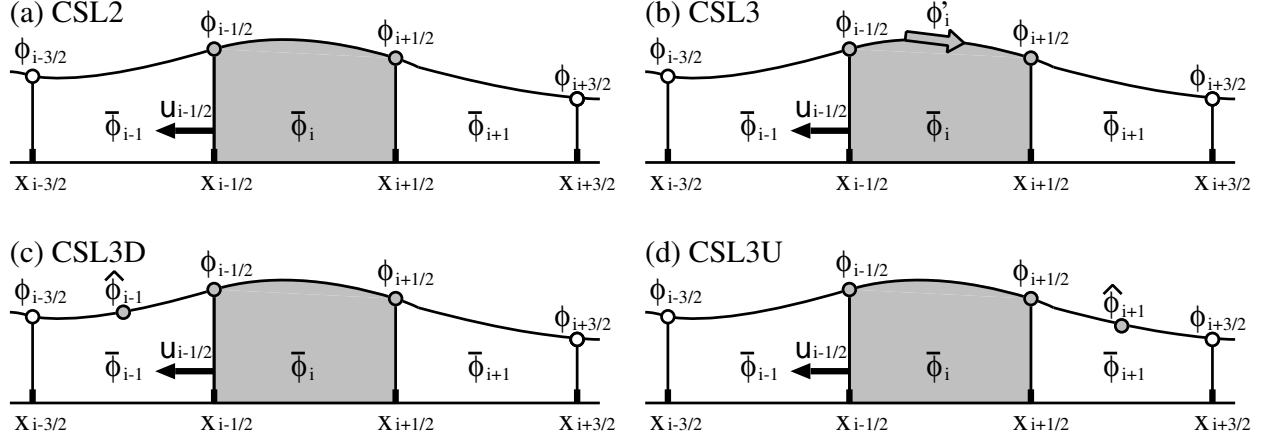 (a) CSL2
ϕi-3/2 ϕi-1/2 ϕi+1/2 ϕi+3/2
ϕ̄i-1 ui-1/2 ϕ̄i ϕ̄i+1
xi-3/2 xi-1/2 xi+1/2 xi+3/2
(b) CSL3
ϕi-3/2 ϕi-1/2 ϕ'i ϕi+1/2 ϕi+3/2
ϕ̄i-1 ui-1/2 ϕ̄i ϕ̄i+1
xi-3/2 xi-1/2 xi+1/2 xi+3/2
(c) CSL3D
ϕi-3/2 ϕ̂i-1 ϕi-1/2 ϕi+1/2 ϕi+3/2
ϕ̄i-1 ui-1/2 ϕ̄i ϕ̄i+1
xi-3/2 xi-1/2 xi+1/2 xi+3/2
(d) CSL3U
ϕi-3/2 ϕi-1/2 ϕi+1/2 ϕ̂i+1 ϕi+3/2
ϕ̄i-1 ui-1/2 ϕ̄i ϕ̄i+1
xi-3/2 xi-1/2 xi+1/2 xi+3/2